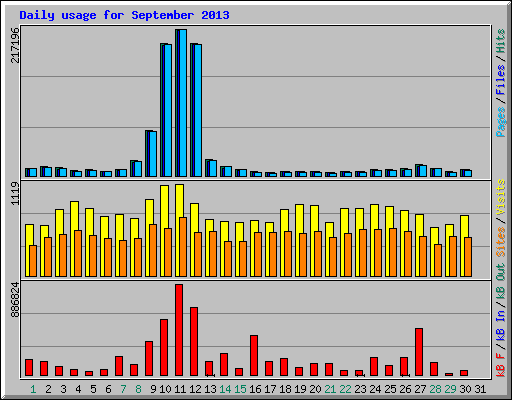 Daily usage for September 2013
217196
Pages / Files / Hits
1119
Sites / Visits
886824
kB F / kB In / kB Out
1 2 3 4 5 6 7 8 9 10 11 12 13 14 15 16 17 18 19 20 21 22 23 24 25 26 27 28 29 30 31